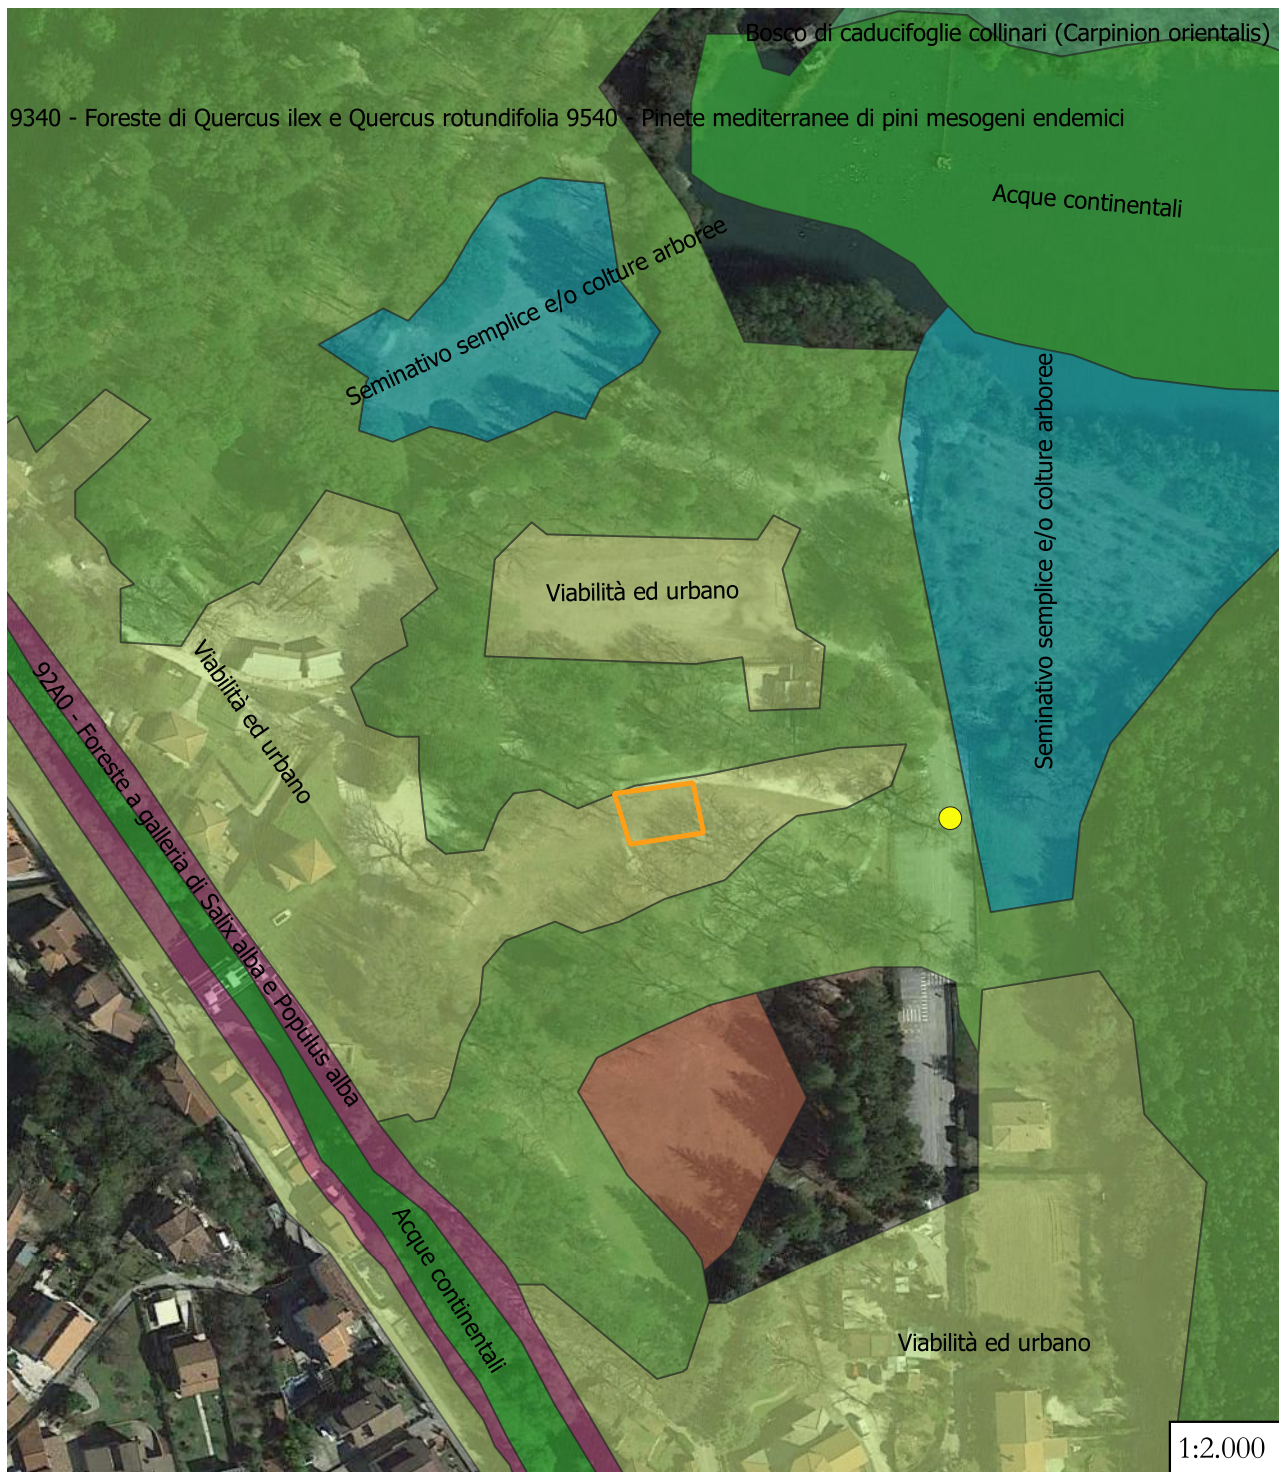 Bosco di caducifoglie collinari (Carpinion orientalis)
9340 - Foreste di Quercus ilex e Quercus rotundifolia 9540 - Pinete mediterranee di pini mesogeni endemici
Acque continentali
Seminativo semplice e/o colture arboree
Seminativo semplice e/o colture arboree
Viabilità ed urbano
Viabilità ed urbano
92A0 - Foreste a galleria di Salix alba e Populus alba
Acque continentali
Viabilità ed urbano
1:2.000